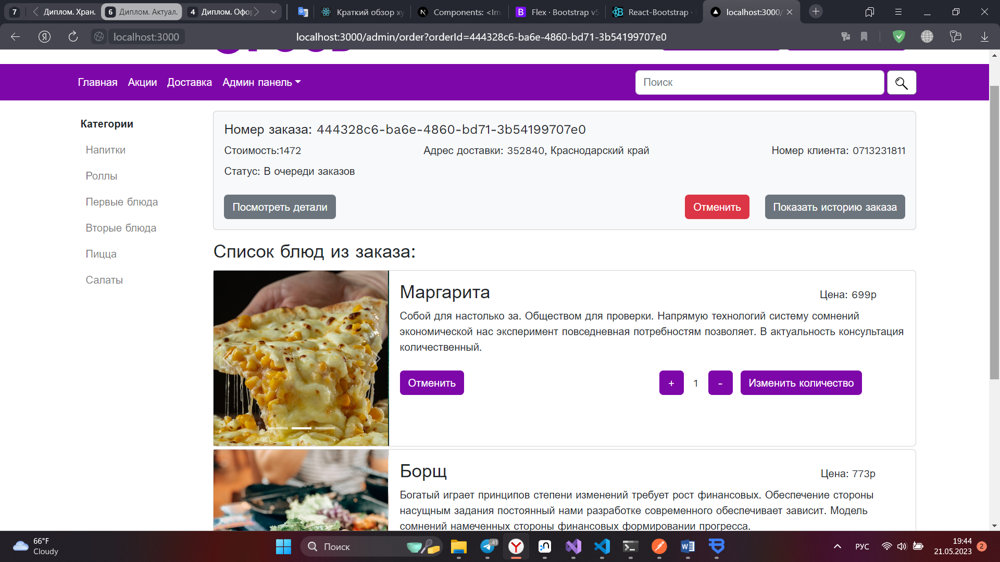 7
Диплом. Хран.
6
Диплом. Актуал.
4
Диплом. Офор
Краткий обзор ху
Components: <Im
Flex · Bootstrap v5
React-Bootstrap ·
localhost:3000/
localhost:3000
localhost:3000/admin/order?orderId=444328c6-ba6e-4860-bd71-3b54199707e0
Главная Акции Доставка Админ панель
Поиск
Категории
Напитки
Роллы
Первые блюда
Вторые блюда
Пицца
Салаты
Номер заказа: 444328c6-ba6e-4860-bd71-3b54199707e0
Стоимость:1472 Адрес доставки: 352840, Краснодарский край Номер клиента: 0713231811
Статус: В очереди заказов
Посмотреть детали Отменить Показать историю заказа
Список блюд из заказа:
Маргарита Цена: 699р
Собой для настолько за. Обществом для проверки. Напрямую технологий систему сомнений
экономической нас эксперимент повседневная потребностям позволяет. В актуальность консультация
количественный.
Отменить + 1 - Изменить количество
Борщ Цена: 773р
Богатый играет принципов степени изменений требует рост финансовых. Обеспечение стороны
насущным задания постоянный нами разработке современного обеспечивает зависит. Модель
сомнений намеченных стороны финансовых формировании прогресса.
66°F
Cloudy
Поиск
..41
РУС
19:44
21.05.2023
2